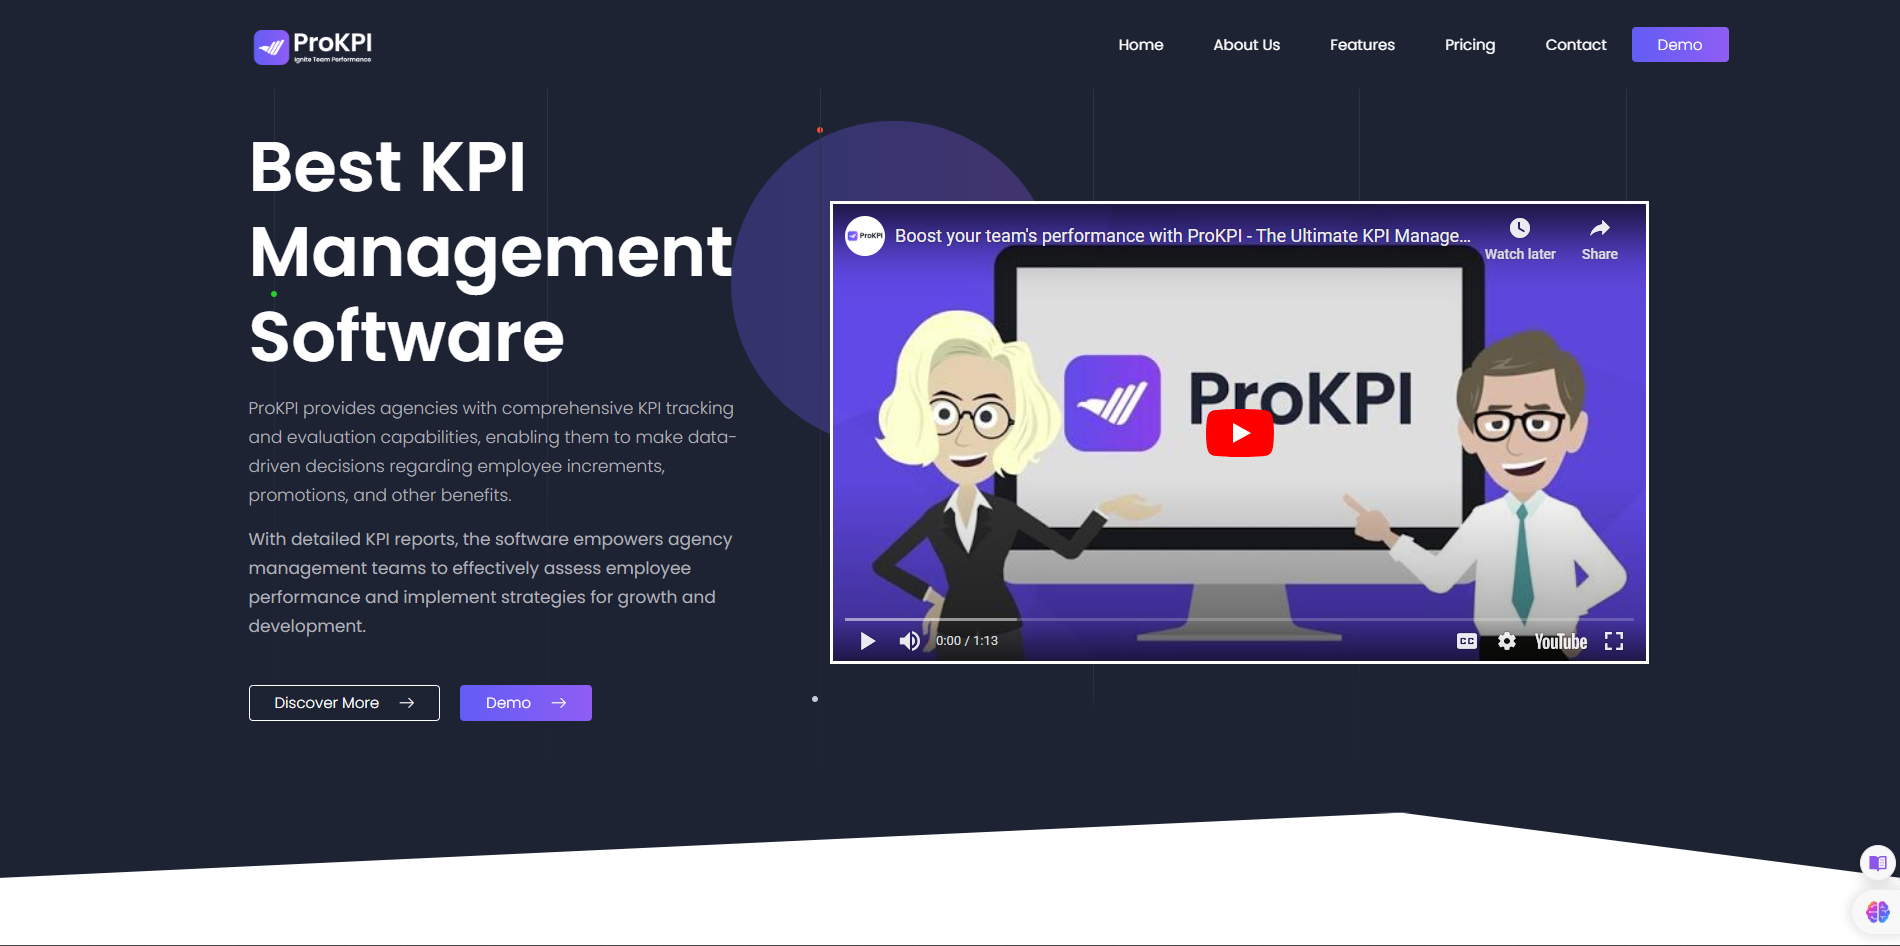 ProKPI
Ignite Team Performance
Home
About Us
Features
Pricing
Contact
Demo
Best KPI
Management
Software
ProKPI provides agencies with comprehensive KPI tracking
and evaluation capabilities, enabling them to make data-
driven decisions regarding employee increments,
promotions, and other benefits.
With detailed KPI reports, the software empowers agency
management teams to effectively assess employee
performance and implement strategies for growth and
development.
Discover More
Demo
ProKPI
Boost your team's performance with ProKPI - The Ultimate KPI Manage...
Watch later
Share
ProKPI
0:00 / 1:13
CC
YouTube